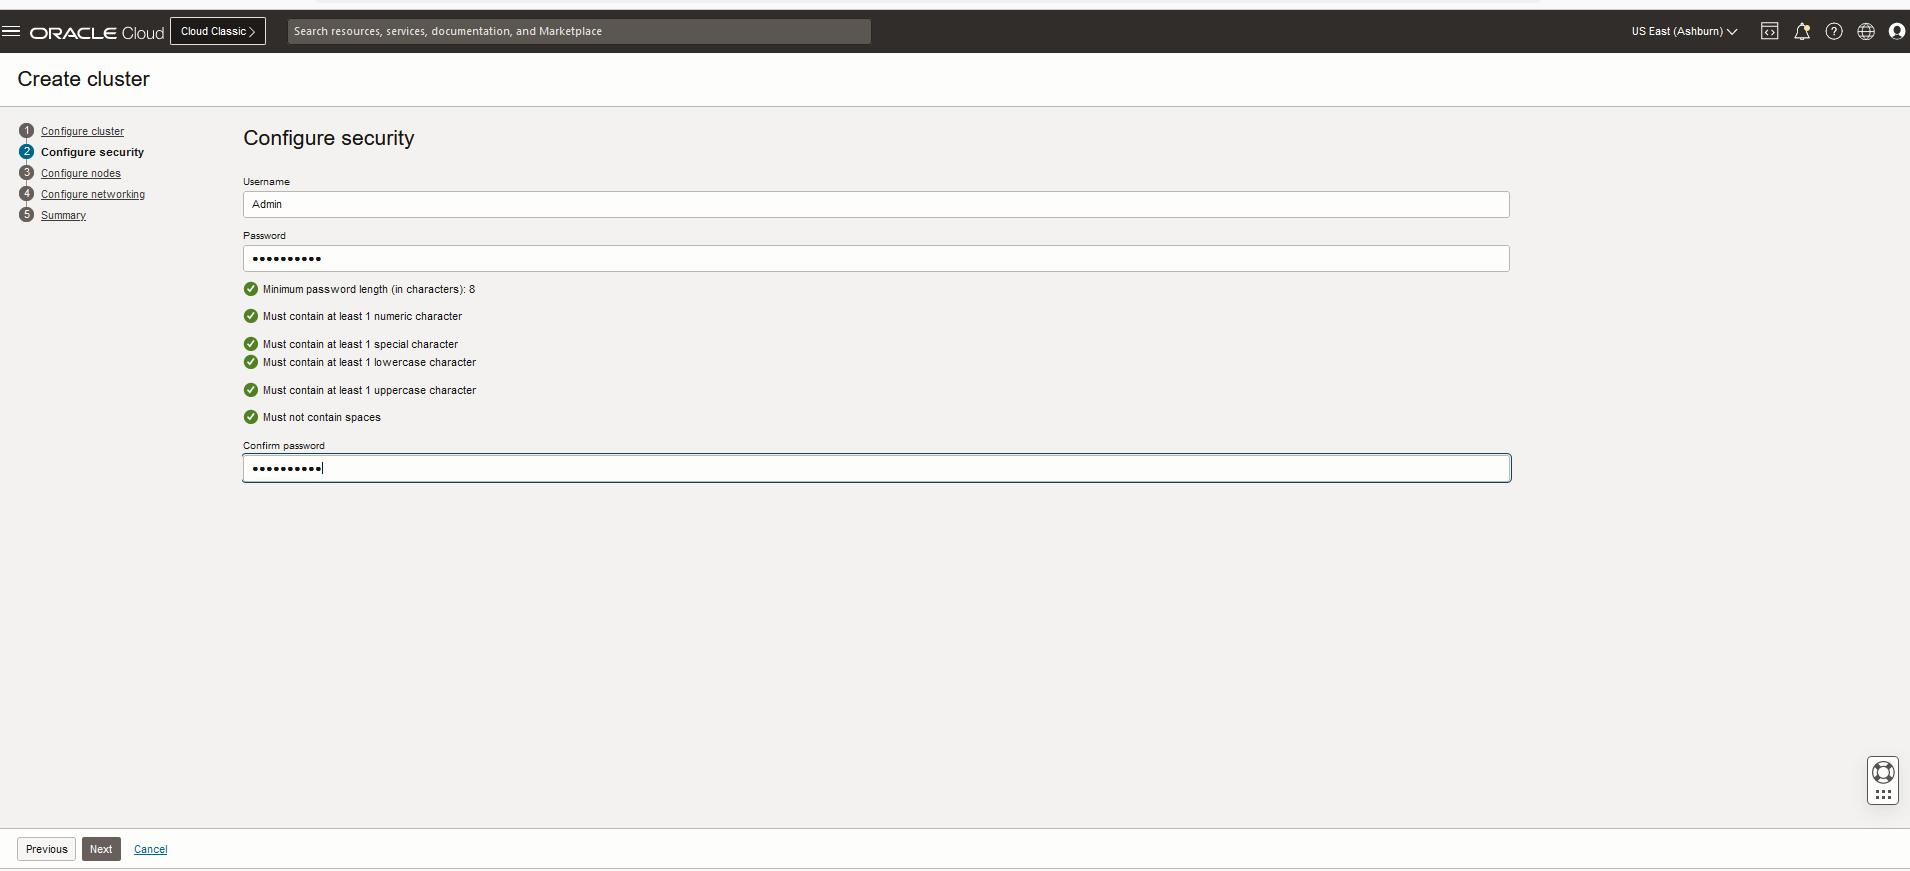 ORACLE Cloud
Cloud Classic
Search resources, services, documentation, and Marketplace
US East (Ashburn)
Create cluster
1 Configure cluster
2 Configure security
3 Configure nodes
4 Configure networking
5 Summary
Configure security
Username
Admin
Password
••••••••••
Minimum password length (in characters): 8
Must contain at least 1 numeric character
Must contain at least 1 special character
Must contain at least 1 lowercase character
Must contain at least 1 uppercase character
Must not contain spaces
Confirm password
••••••••••
Previous
Next
Cancel